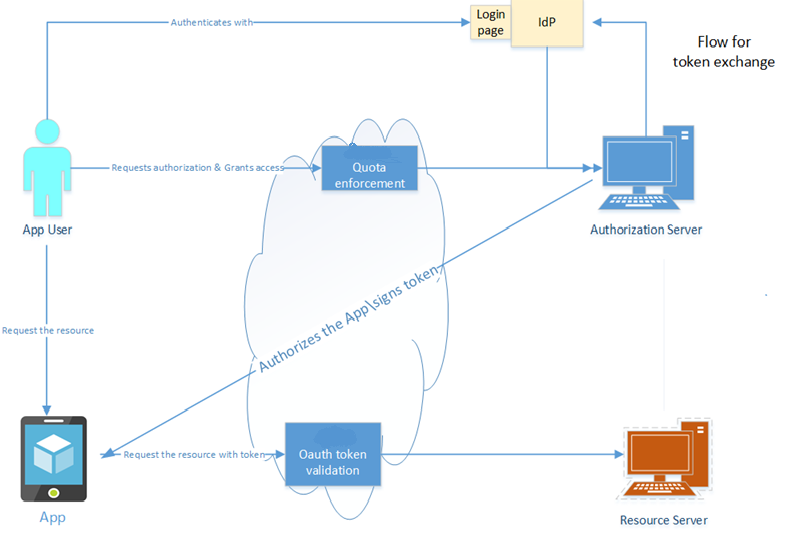 Authenticates with
Login
page
IdP
Flow for
token exchange
Requests authorization & Grants access
Quota
enforcement
App User
Authorization Server
Authorizes the App\signs token
Request the resource
Request the resource with token
Oauth token
validation
App
Resource Server